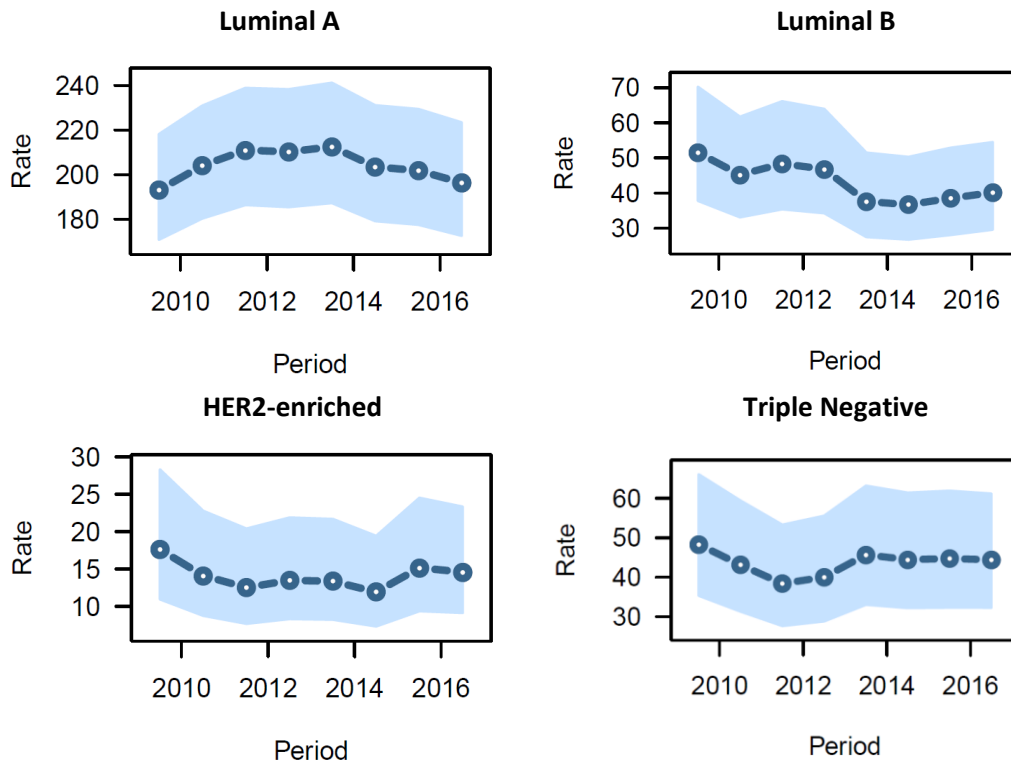 Luminal A
240
220
200
180
Rate
2010 2012 2014 2016
Period
Luminal B
70
60
50
40
30
Rate
2010 2012 2014 2016
Period
HER2-enriched
30
25
20
15
10
Rate
2010 2012 2014 2016
Period
Triple Negative
60
50
40
30
Rate
2010 2012 2014 2016
Period